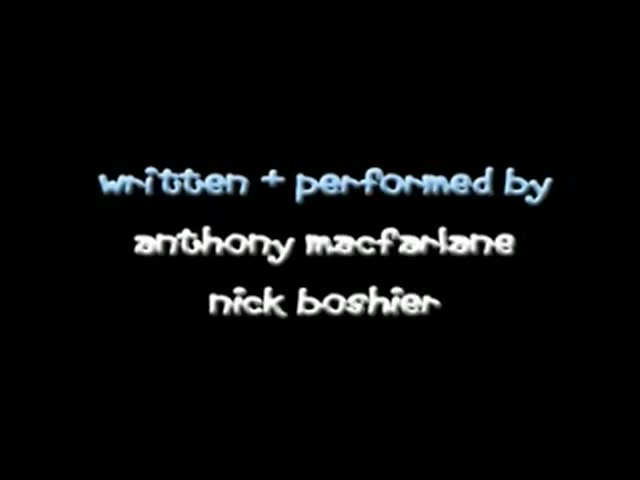 written + performed by
anthony macfarlane
nick boshier